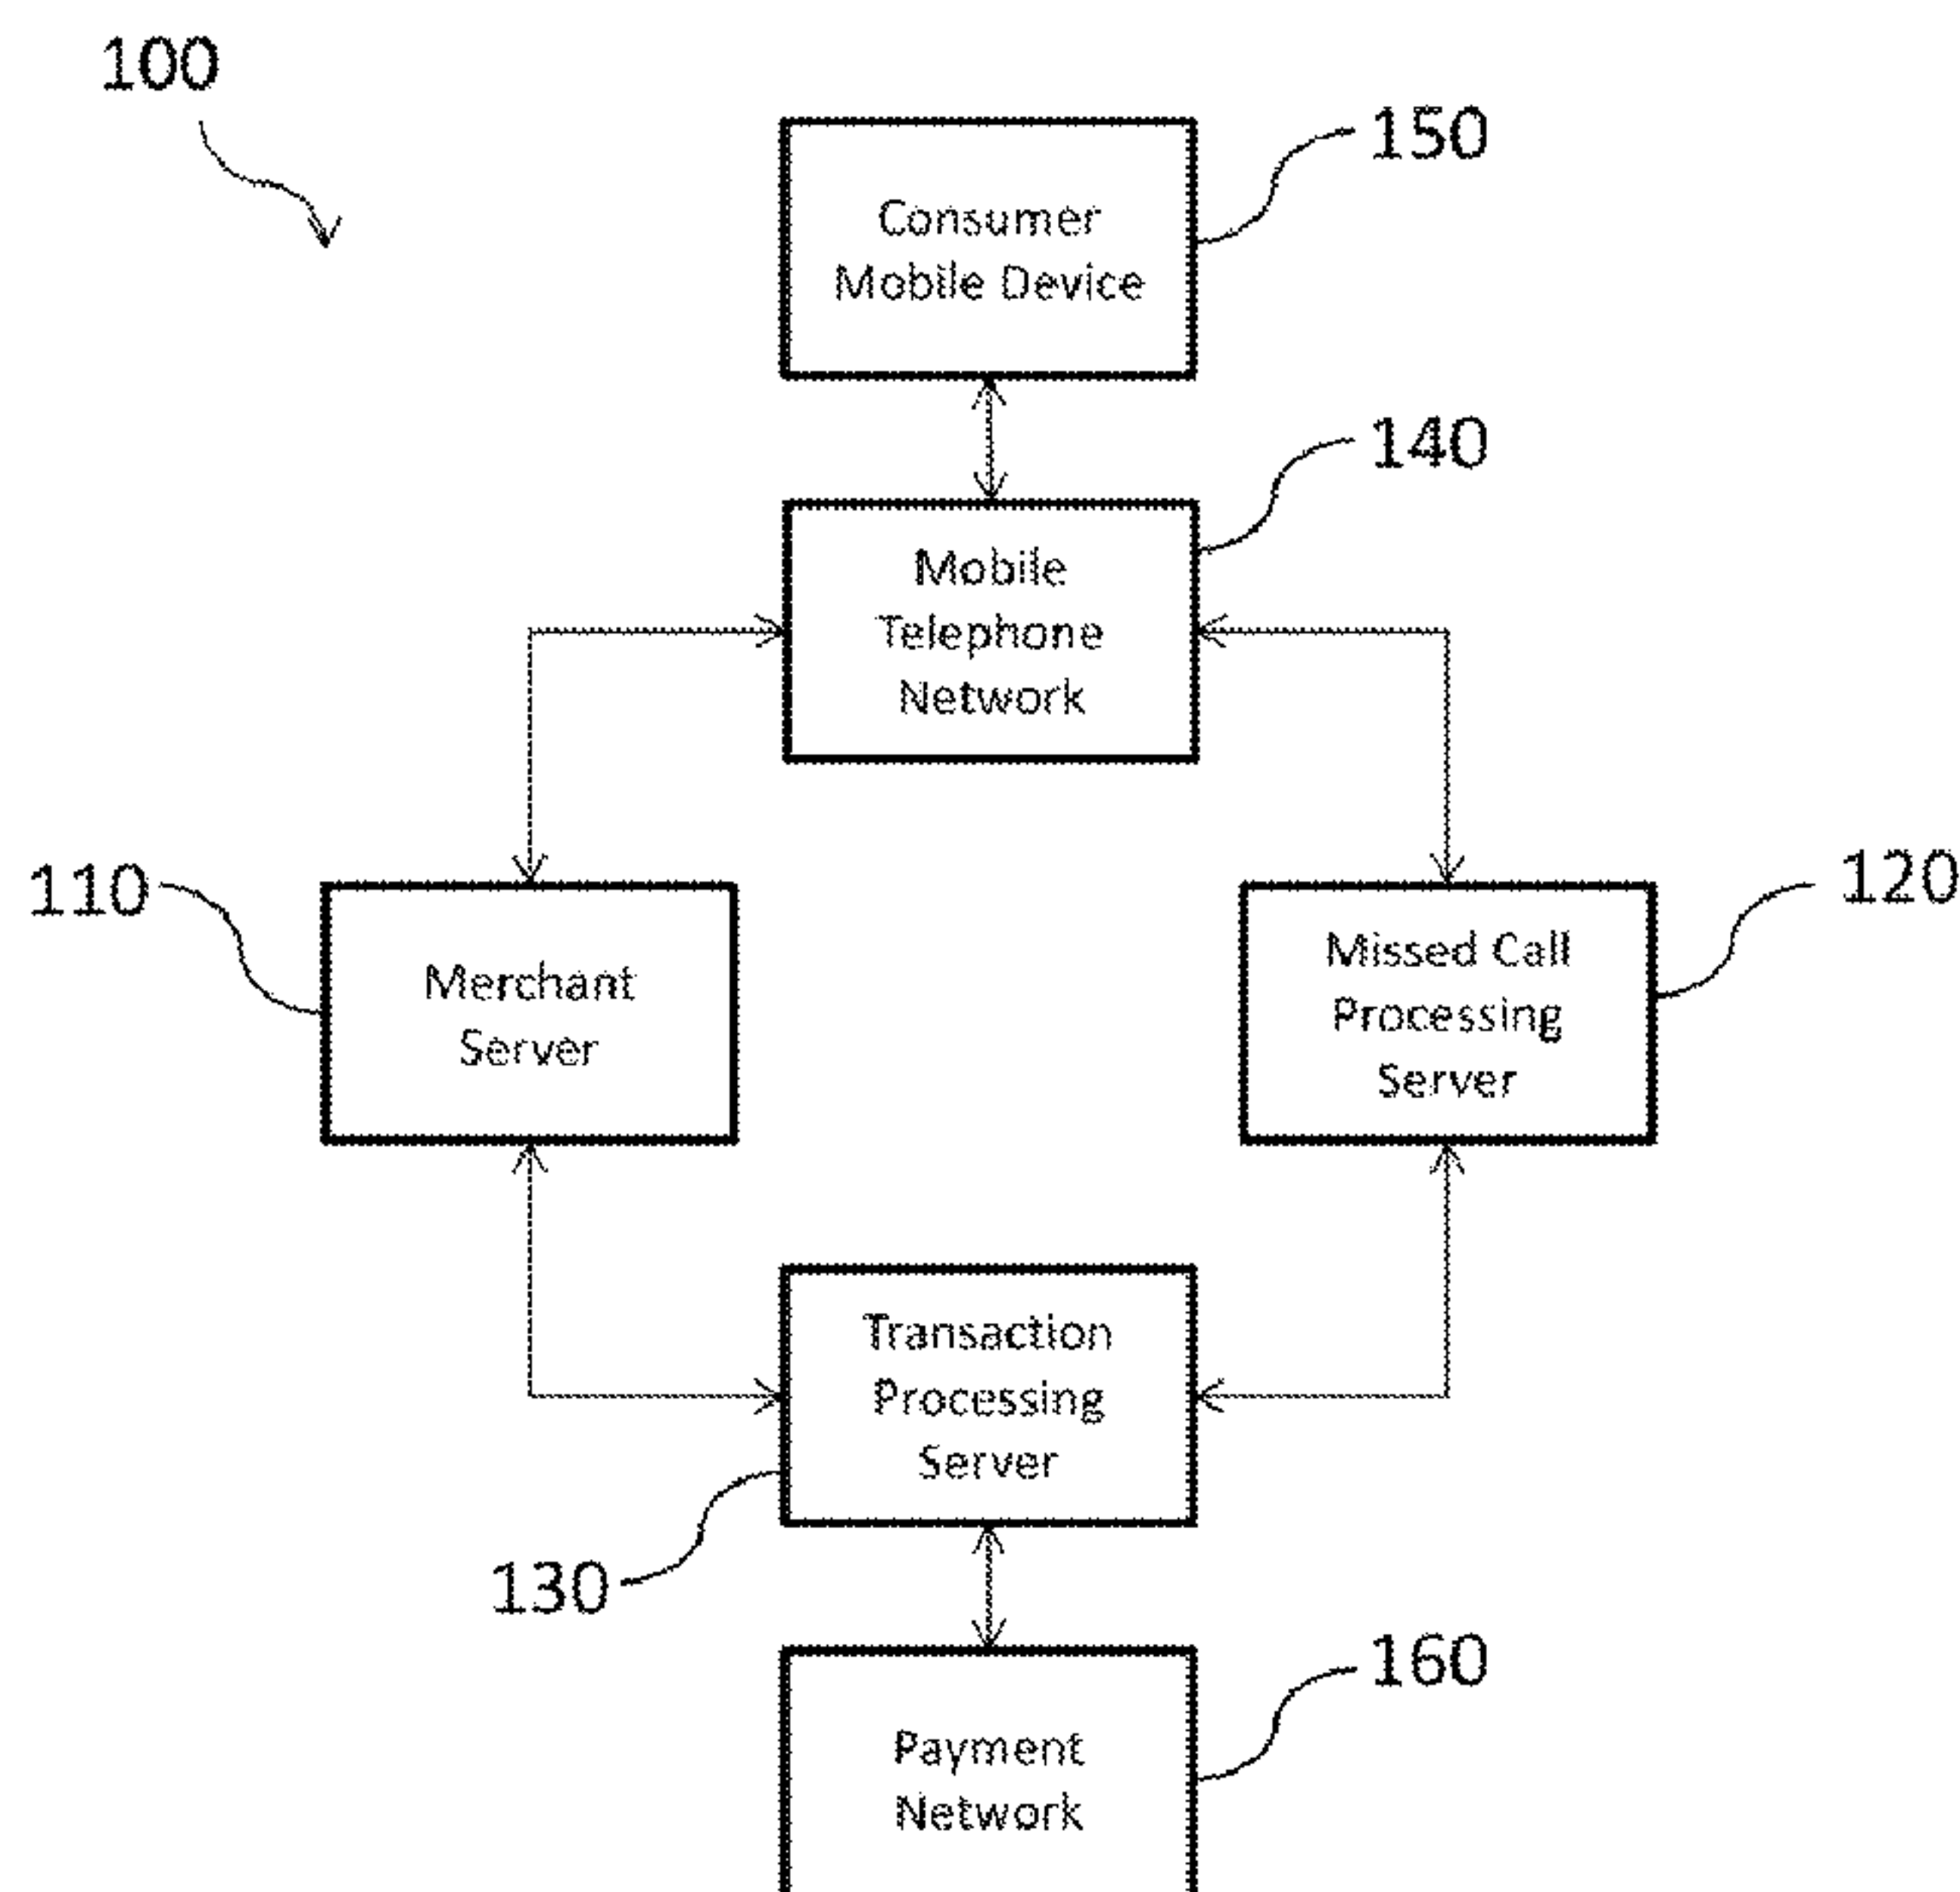 100
150
Consumer
Mobile Device
140
Mobile
Telephone
Network
110
Merchant
Server
120
Missed Call
Processing
Server
Transaction
Processing
Server
130
160
Payment
Network